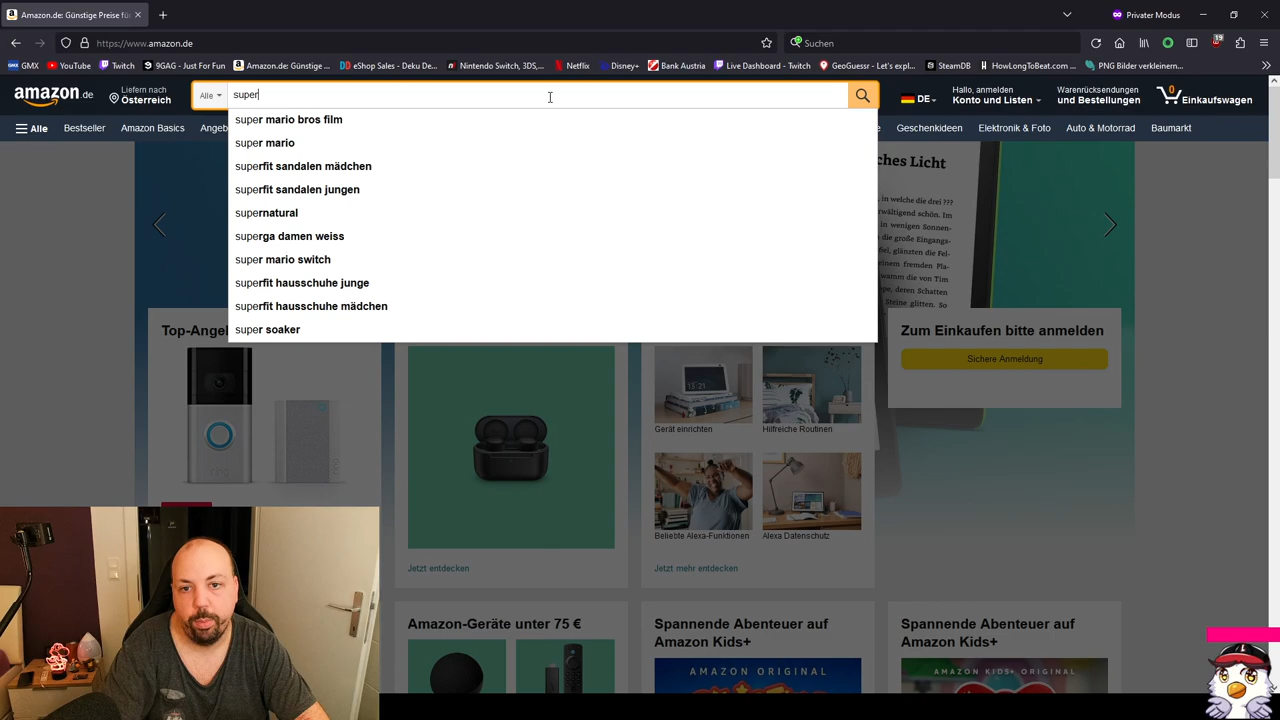 Amazon.de: Günstige Preise für
Privater Modus
https://www.amazon.de
Suchen
19
GMX
YouTube
Twitch
9GAG - Just For Fun
Amazon.de: Günstige ...
eShop Sales - Deku De...
Nintendo Switch, 3DS,...
Netflix
Disney+
Bank Austria
Live Dashboard - Twitch
GeoGuessr - Let's expl...
SteamDB
HowLongToBeat.com
PNG Bilder verkleinern...
amazon.de
Liefern nach
Österreich
Alle
super
DE
Hallo, anmelden
Konto und Listen
Warenrücksendungen
und Bestellungen
0
Einkaufswagen
Alle
Bestseller
Amazon Basics
Geschenkideen
Elektronik & Foto
Auto & Motorrad
Baumarkt
super mario bros film
super mario
superfit sandalen mädchen
superfit sandalen jungen
supernatural
superga damen weiss
super mario switch
superfit hausschuhe junge
superfit hausschuhe mädchen
super soaker
Zum Einkaufen bitte anmelden
Sichere Anmeldung
Gerät einrichten
Hilfreiche Routinen
Beliebte Alexa-Funktionen
Alexa Datenschutz
Jetzt entdecken
Jetzt mehr entdecken
Amazon-Geräte unter 75 €
Spannende Abenteuer auf
Amazon Kids+
Spannende Abenteuer auf
Amazon Kids+
AMAZON ORIGINAL
AMAZON KIDS+ ORIGINAL